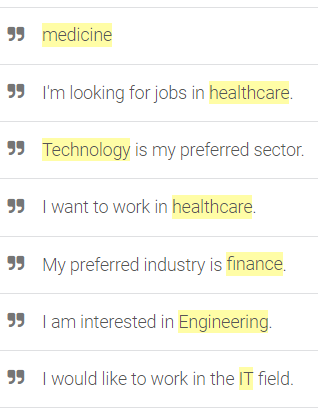 medicine
I'm looking for jobs in healthcare.
Technology is my preferred sector.
I want to work in healthcare.
My preferred industry is finance.
I am interested in Engineering.
I would like to work in the IT field.